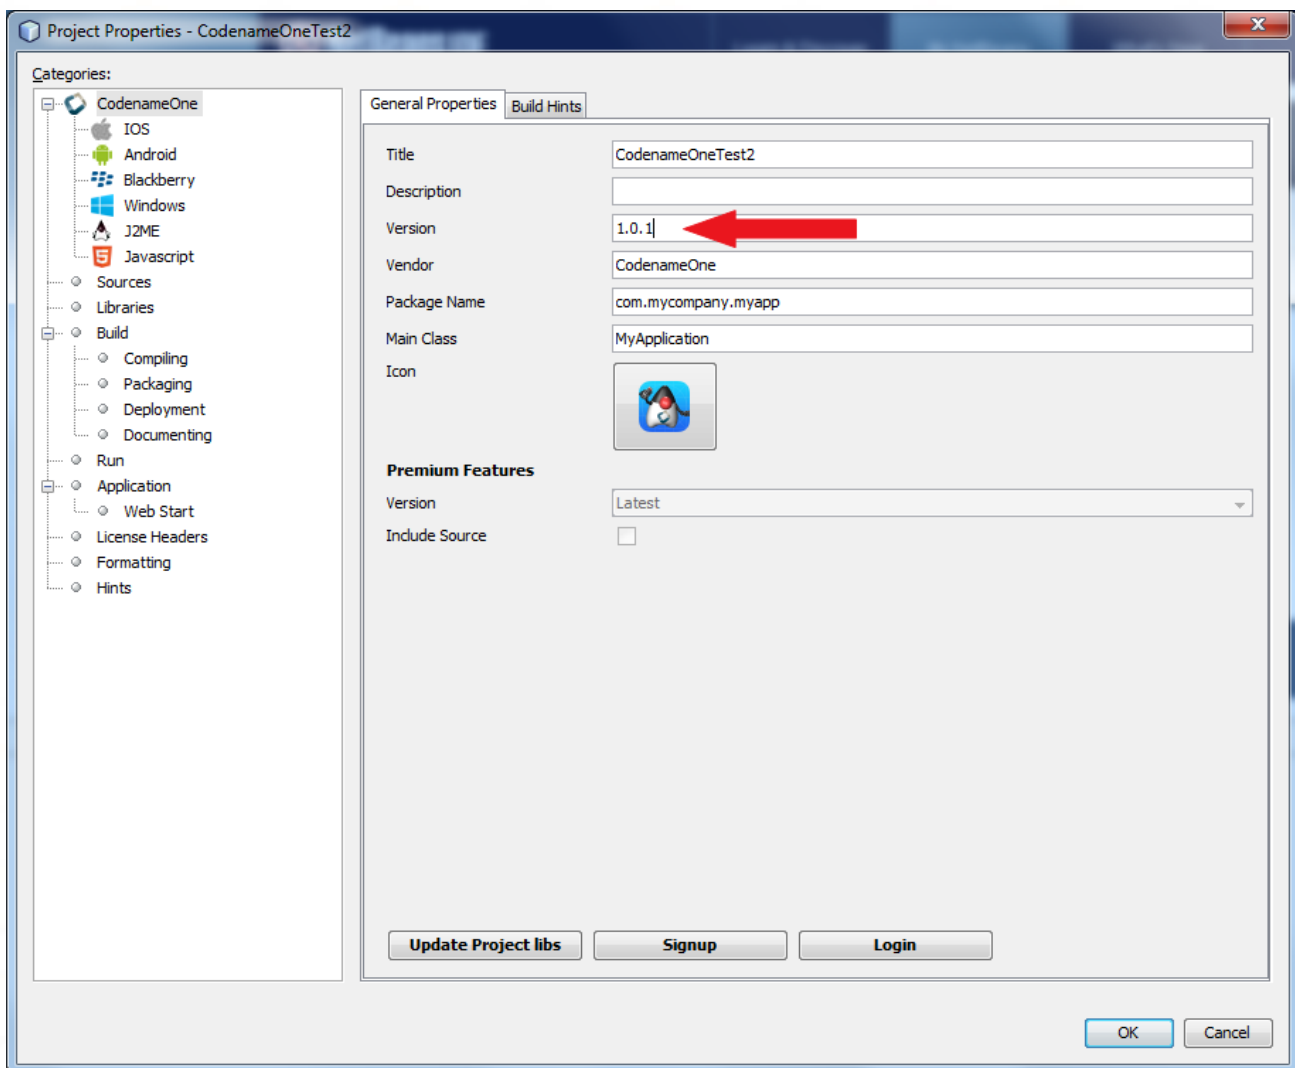 Project Properties - CodenameOneTest2
Categories:
CodenameOne
IOS
Android
Blackberry
Windows
J2ME
Javascript
Sources
Libraries
Build
Compiling
Packaging
Deployment
Documenting
Run
Application
Web Start
License Headers
Formatting
Hints
General Properties Build Hints
Title CodenameOneTest2
Description
Version 1.0.1
Vendor CodenameOne
Package Name com.mycompany.myapp
Main Class MyApplication
Icon
Premium Features
Version Latest
Include Source
Update Project libs Signup Login
OK Cancel